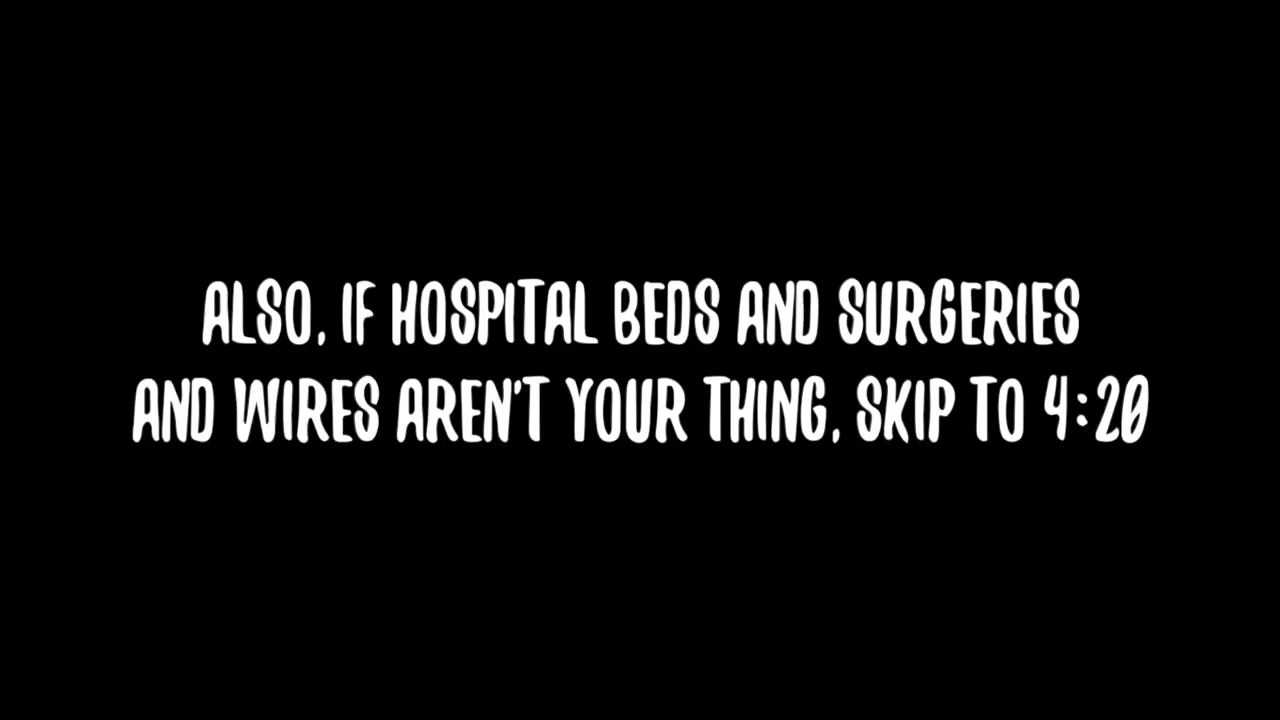 ALSO, IF HOSPITAL BEDS AND SURGERIES
AND WIRES AREN'T YOUR THING, SKIP TO 4:20